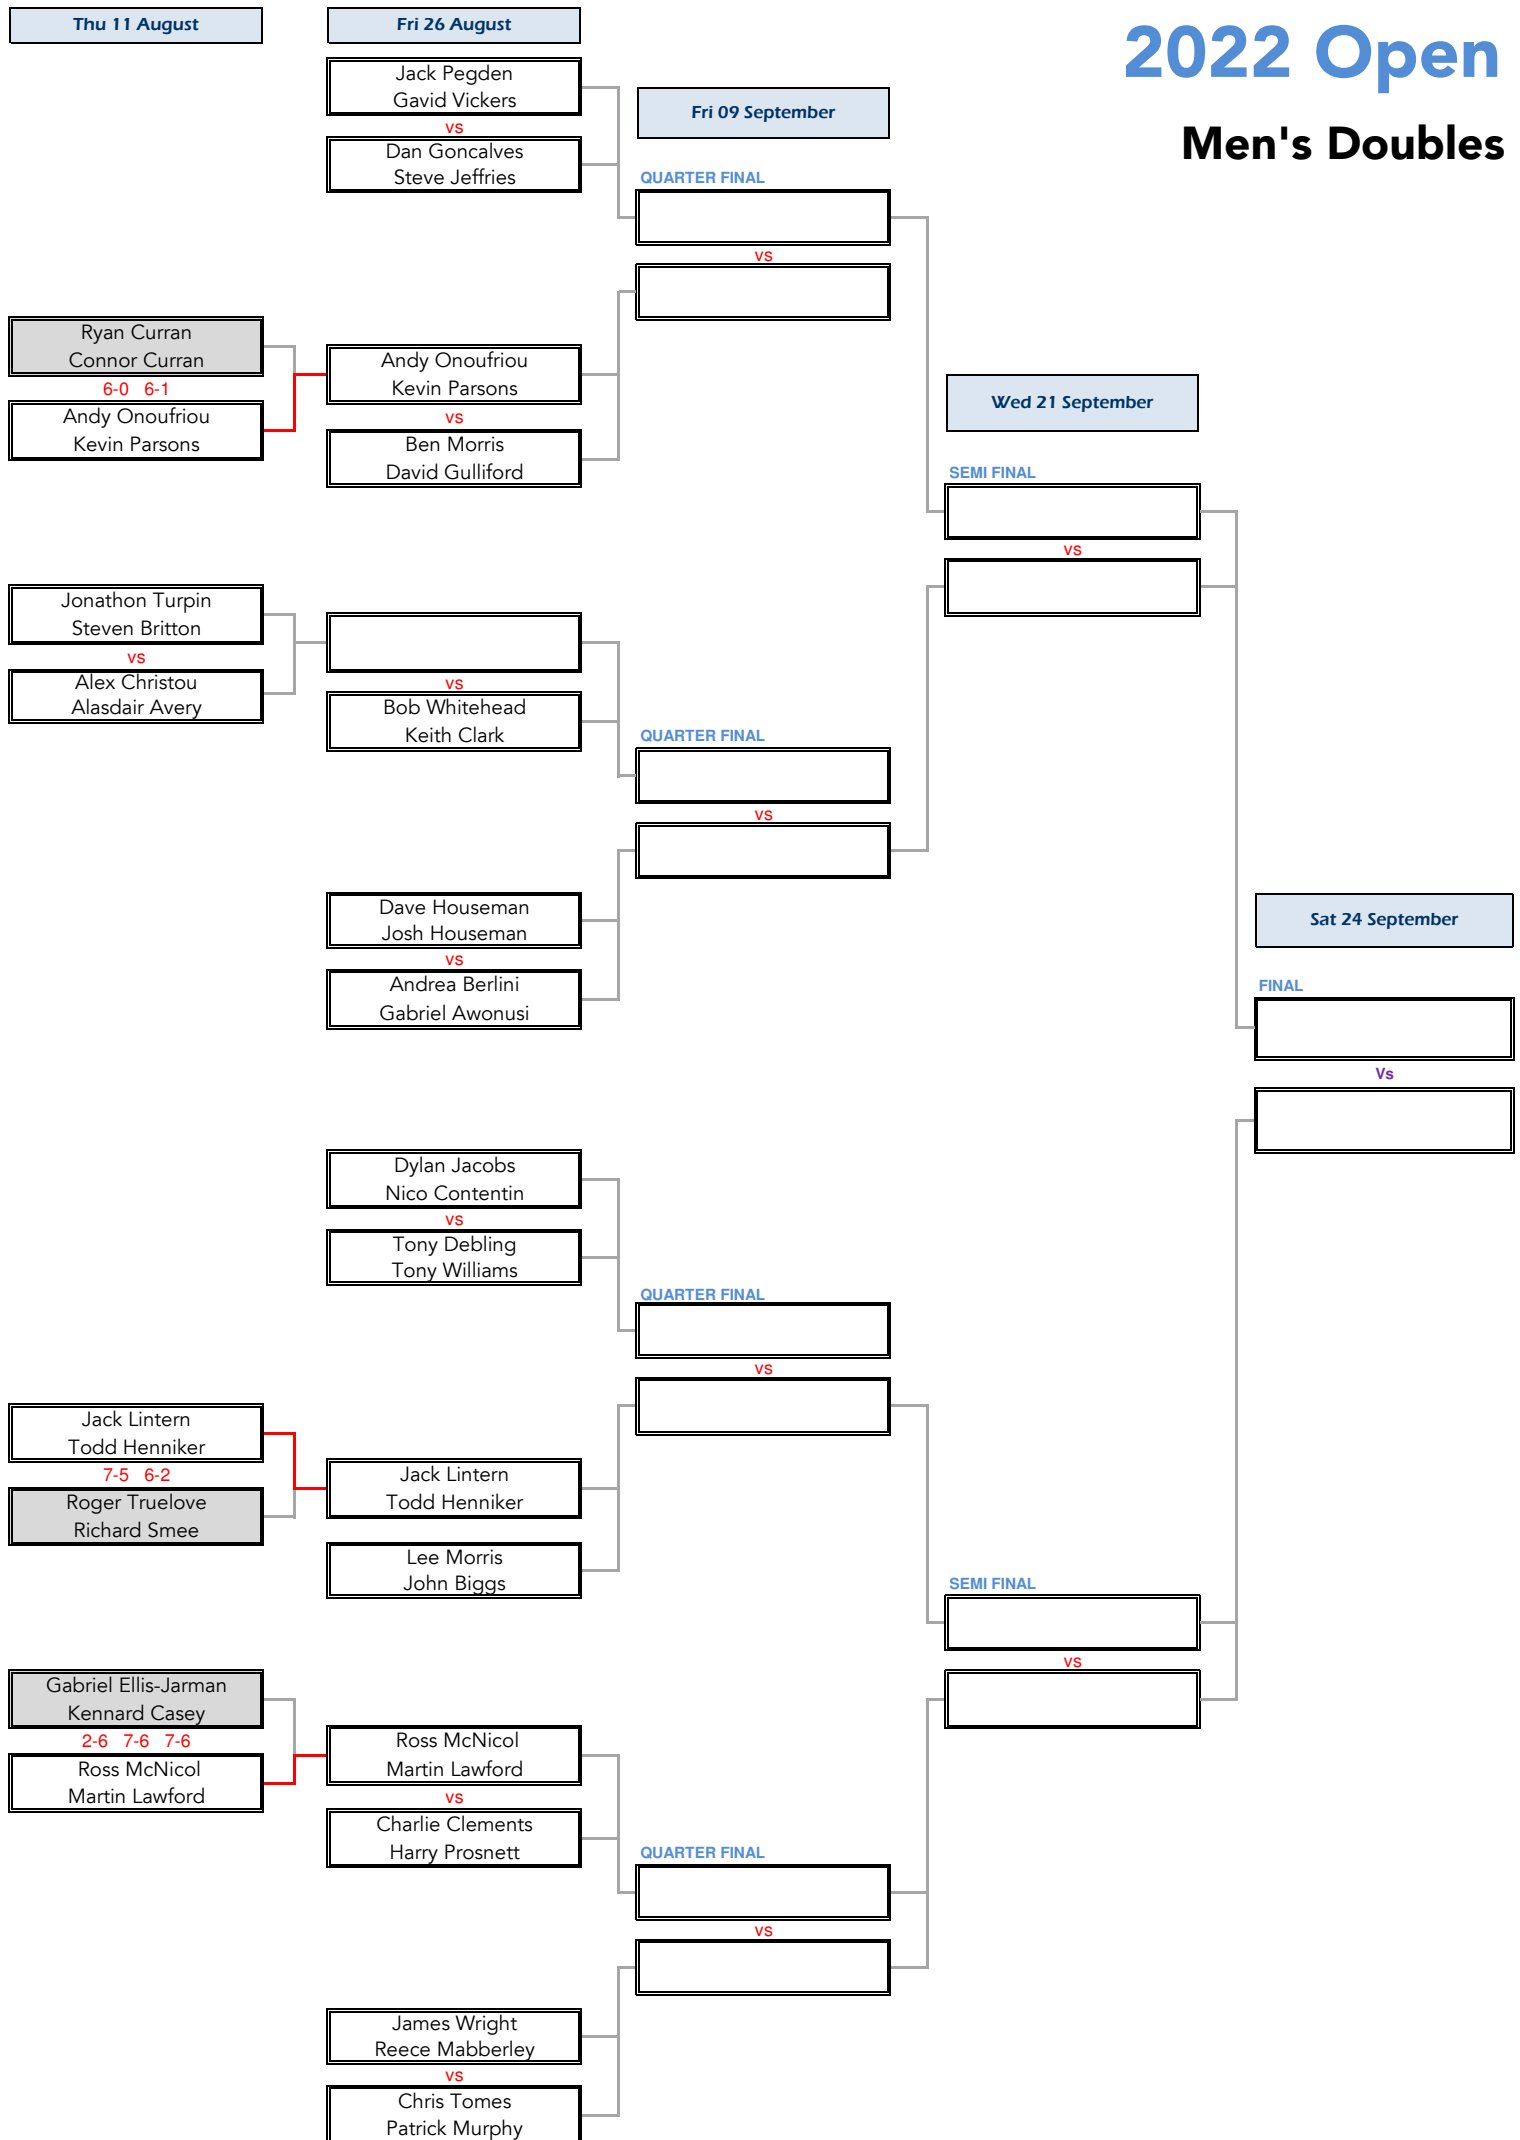 Thu 11 August
Fri 26 August
2022 Open
Men's Doubles
Jack Pegden
Gavid Vickers
vs
Dan Goncalves
Steve Jeffries
Fri 09 September
QUARTER FINAL
vs
Ryan Curran
Connor Curran
6-0 6-1
Andy Onoufriou
Kevin Parsons
Andy Onoufriou
Kevin Parsons
vs
Ben Morris
David Gulliford
Wed 21 September
SEMI FINAL
vs
Jonathon Turpin
Steven Britton
vs
Alex Christou
Alasdair Avery
vs
Bob Whitehead
Keith Clark
QUARTER FINAL
vs
Dave Houseman
Josh Houseman
vs
Andrea Berlini
Gabriel Awonusi
Sat 24 September
FINAL
Vs
Dylan Jacobs
Nico Contentin
vs
Tony Debling
Tony Williams
QUARTER FINAL
vs
Jack Lintern
Todd Henniker
7-5 6-2
Roger Truelove
Richard Smee
Jack Lintern
Todd Henniker
Lee Morris
John Biggs
SEMI FINAL
vs
Gabriel Ellis-Jarman
Kennard Casey
2-6 7-6 7-6
Ross McNicol
Martin Lawford
Ross McNicol
Martin Lawford
vs
Charlie Clements
Harry Prosnett
QUARTER FINAL
vs
James Wright
Reece Mabberley
vs
Chris Tomes
Patrick Murphy